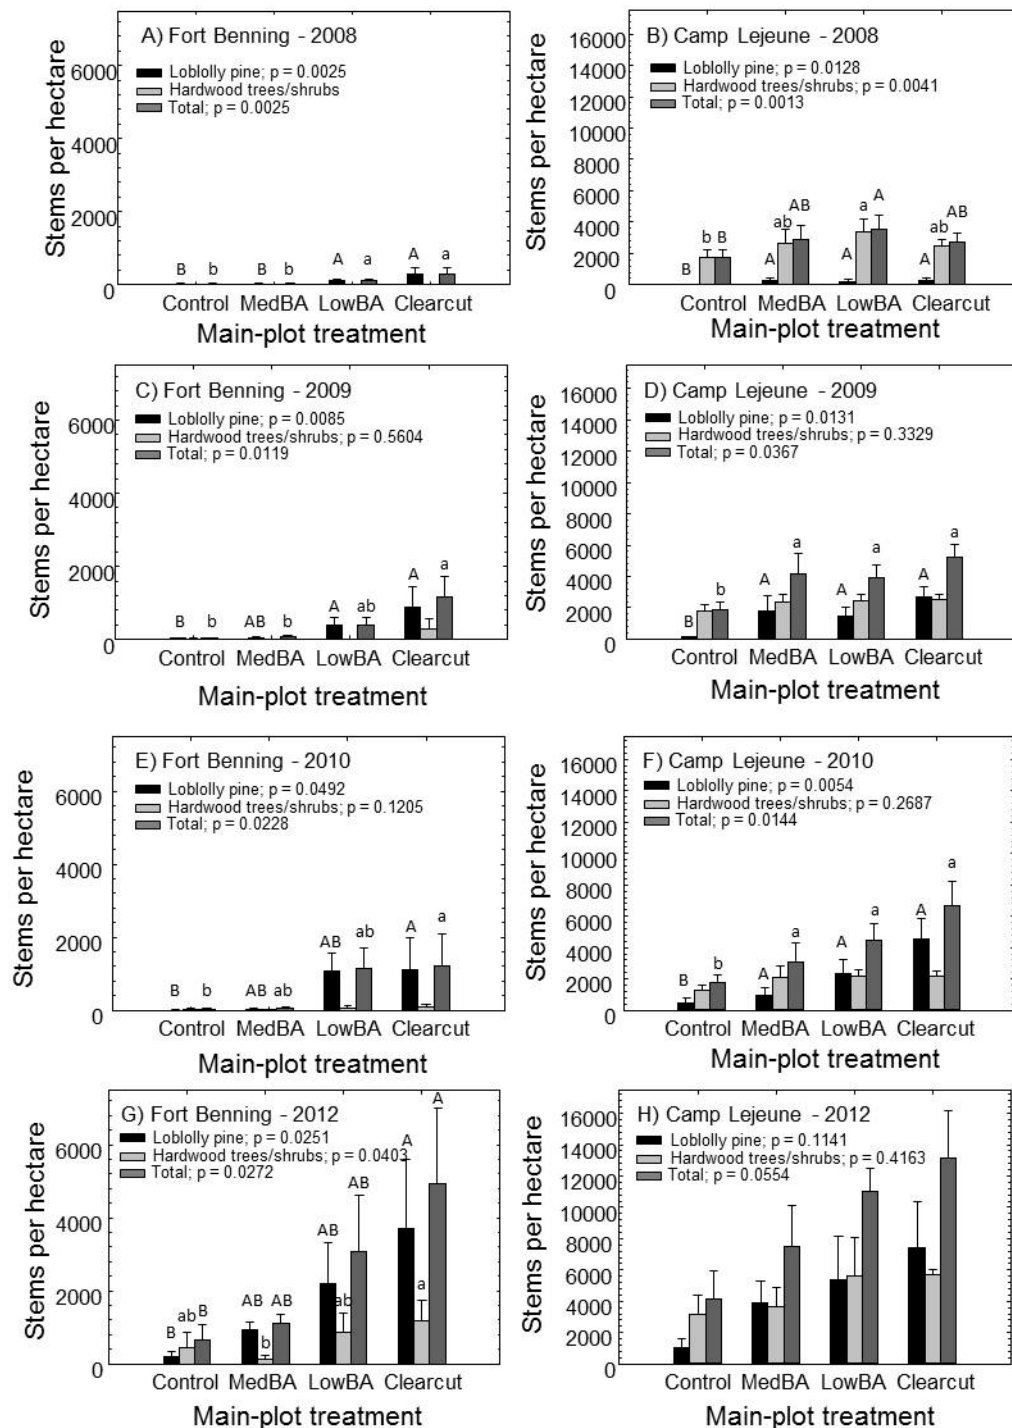 A) Fort Benning - 2008
Loblolly pine; p = 0.0025
Hardwood trees/shrubs
Total; p = 0.0025
Stems per hectare
6000
4000
2000
0
B b B b A a A a
Control MedBA LowBA Clearcut
Main-plot treatment
B) Camp Lejeune - 2008
Loblolly pine; p = 0.0128
Hardwood trees/shrubs; p = 0.0041
Total; p = 0.0013
Stems per hectare
16000
14000
12000
10000
8000
6000
4000
2000
0
B b B A ab AB A a A A ab AB
Control MedBA LowBA Clearcut
Main-plot treatment
C) Fort Benning - 2009
Loblolly pine; p = 0.0085
Hardwood trees/shrubs; p = 0.5604
Total; p = 0.0119
Stems per hectare
6000
4000
2000
0
B b AB b A ab A a
Control MedBA LowBA Clearcut
Main-plot treatment
D) Camp Lejeune - 2009
Loblolly pine; p = 0.0131
Hardwood trees/shrubs; p = 0.3329
Total; p = 0.0367
Stems per hectare
16000
14000
12000
10000
8000
6000
4000
2000
0
B b A a A a A a
Control MedBA LowBA Clearcut
Main-plot treatment
E) Fort Benning - 2010
Loblolly pine; p = 0.0492
Hardwood trees/shrubs; p = 0.1205
Total; p = 0.0228
Stems per hectare
6000
4000
2000
0
B b AB ab AB ab A a
Control MedBA LowBA Clearcut
Main-plot treatment
F) Camp Lejeune - 2010
Loblolly pine; p = 0.0054
Hardwood trees/shrubs; p = 0.2687
Total; p = 0.0144
Stems per hectare
16000
14000
12000
10000
8000
6000
4000
2000
0
B b A a A a A a
Control MedBA LowBA Clearcut
Main-plot treatment
G) Fort Benning - 2012
Loblolly pine; p = 0.0251
Hardwood trees/shrubs; p = 0.0403
Total; p = 0.0272
Stems per hectare
6000
4000
2000
0
B ab B AB b AB AB ab AB A a A
Control MedBA LowBA Clearcut
Main-plot treatment
H) Camp Lejeune - 2012
Loblolly pine; p = 0.1141
Hardwood trees/shrubs; p = 0.4163
Total; p = 0.0554
Stems per hectare
16000
14000
12000
10000
8000
6000
4000
2000
0
Control MedBA LowBA Clearcut
Main-plot treatment